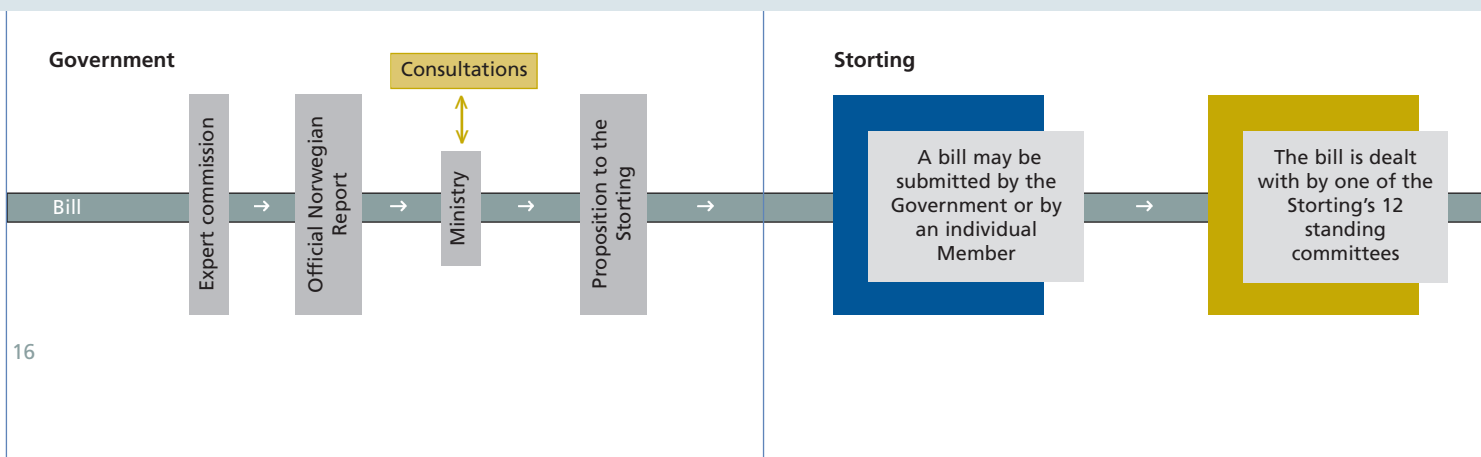 Government
Consultations
Bill
→
Expert commission
→
Official Norwegian
Report
→
Ministry
→
Proposition to the
Storting
→
Storting
A bill may be
submitted by the
Government or by
an individual
Member
→
The bill is dealt
with by one of the
Storting’s 12
standing
committees
16